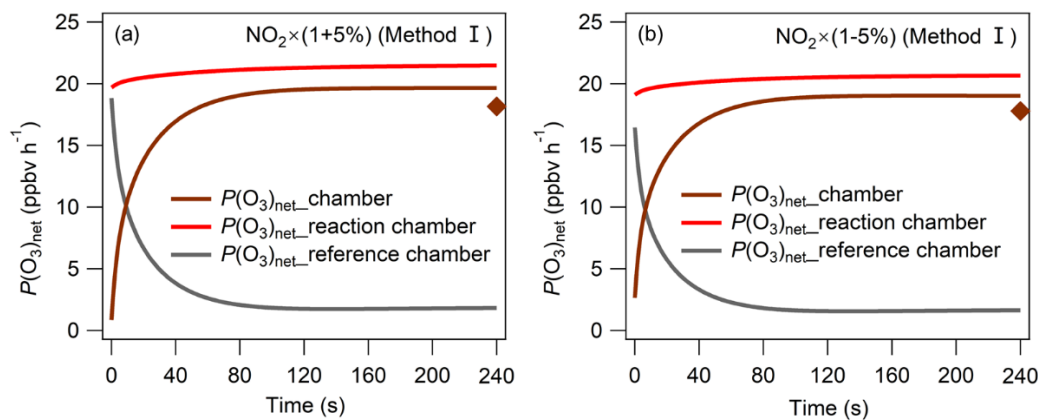 (a) NO₂×(1+5%) (Method Ⅰ)
P(O₃)net (ppbv h⁻¹)
25
20
15
10
5
0
P(O₃)net_chamber
P(O₃)net_reaction chamber
P(O₃)net_reference chamber
0 40 80 120 160 200 240
Time (s)
(b) NO₂×(1-5%) (Method Ⅰ)
P(O₃)net (ppbv h⁻¹)
25
20
15
10
5
0
P(O₃)net_chamber
P(O₃)net_reaction chamber
P(O₃)net_reference chamber
0 40 80 120 160 200 240
Time (s)